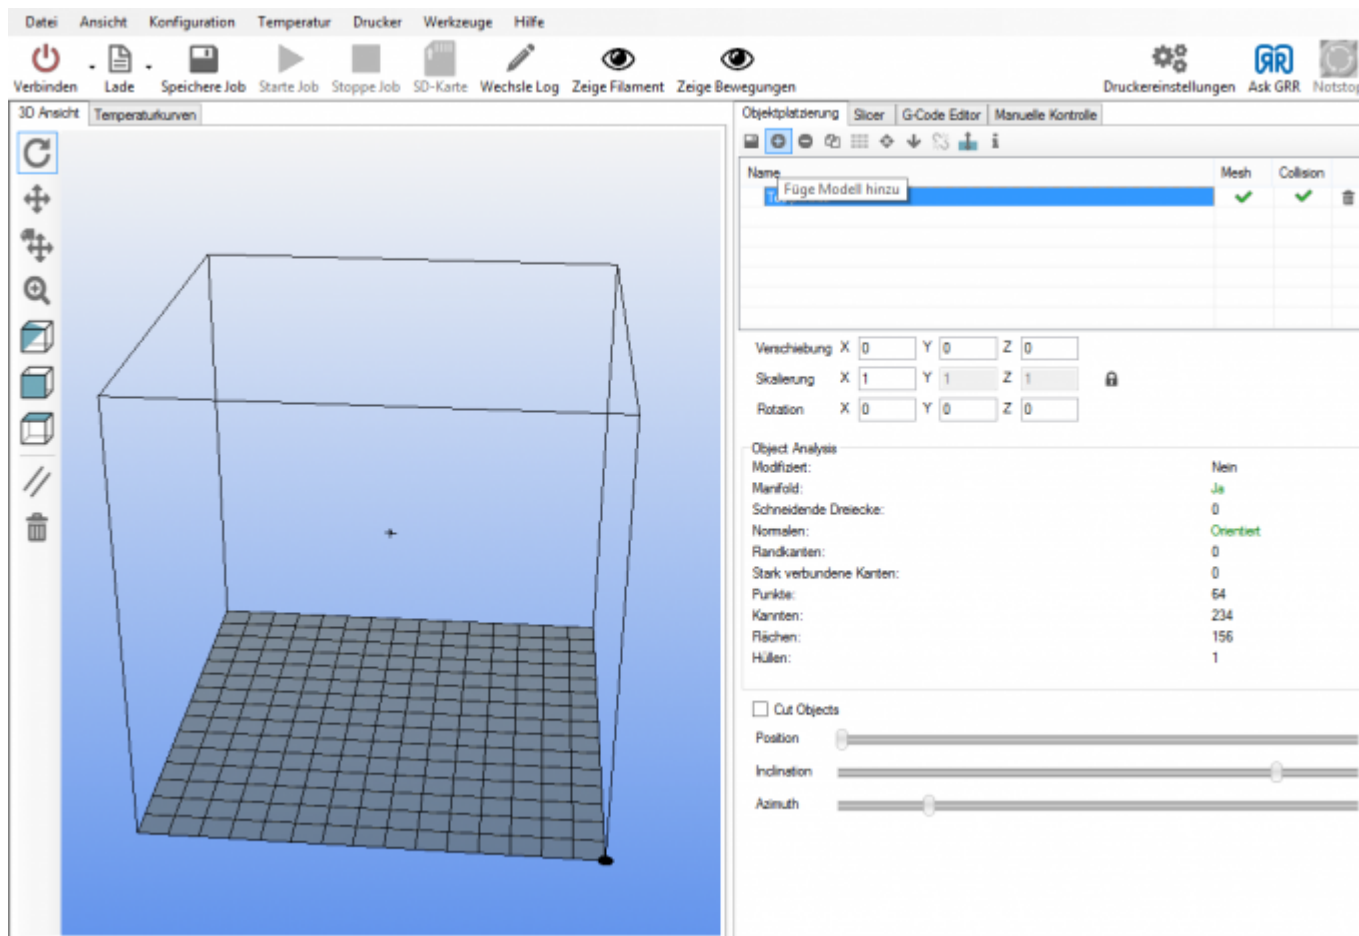 Datei Ansicht Konfiguration Temperatur Drucker Werkzeuge Hilfe
Verbinden Lade Speichere Job Starte Job Stoppe Job SD-Karte Wechsle Log Zeige Filament Zeige Bewegungen Druckereinstellungen Ask GRR Notstop
3D Ansicht Temperaturkurven Objektplatzierung Slicer G-Code Editor Manuelle Kontrolle
Name Mesh Collision
Füge Modell hinzu
Verschiebung X 0 Y 0 Z 0
Skalierung X 1 Y 1 Z 1
Rotation X 0 Y 0 Z 0
Object Analysis
Modifiziert: Nein
Manifold: Ja
Schneidende Dreiecke: 0
Normalen: Orientiert
Randkanten: 0
Stark verbundene Kanten: 0
Punkte: 64
Kannten: 234
Flächen: 156
Hüllen: 1
Cut Objects
Position
Inclination
Azimuth